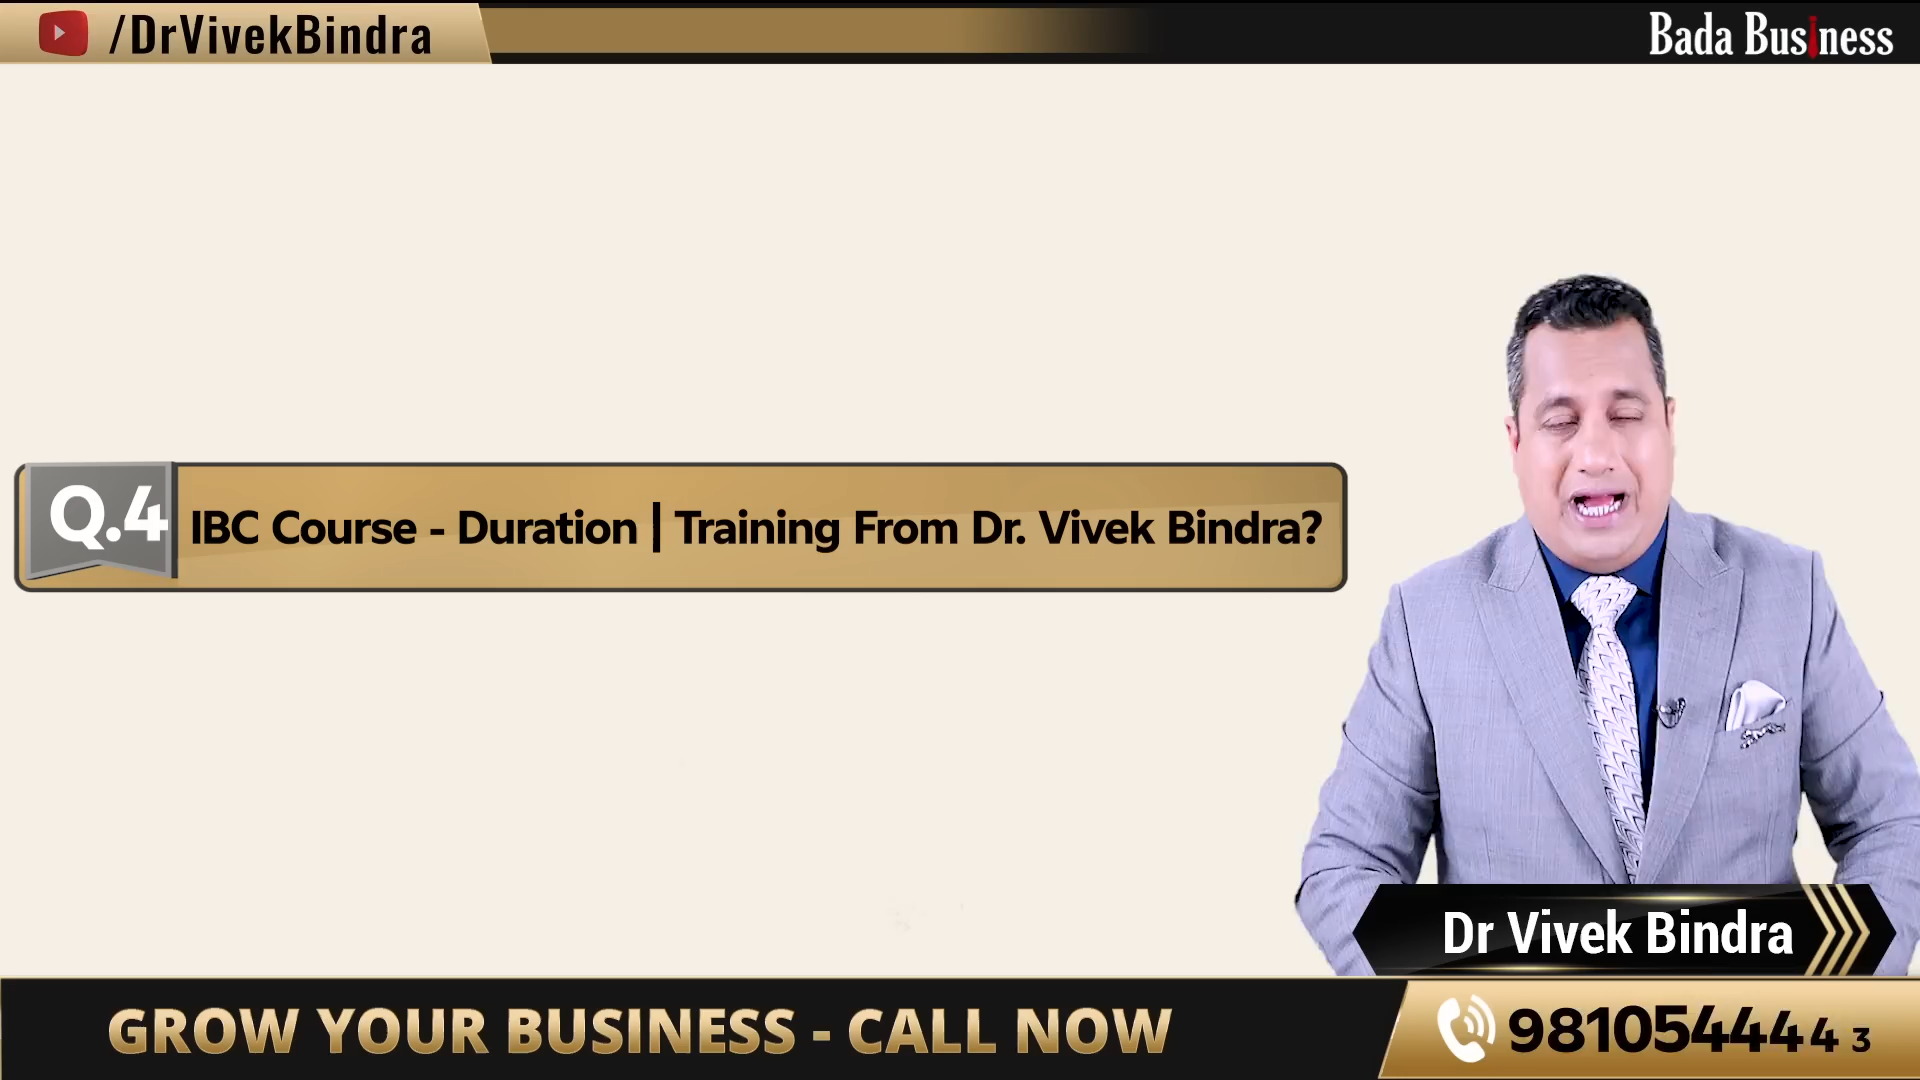 /DrVivekBindra
Bada Business
Q.4 IBC Course - Duration | Training From Dr. Vivek Bindra?
Dr Vivek Bindra
GROW YOUR BUSINESS - CALL NOW
9810544443